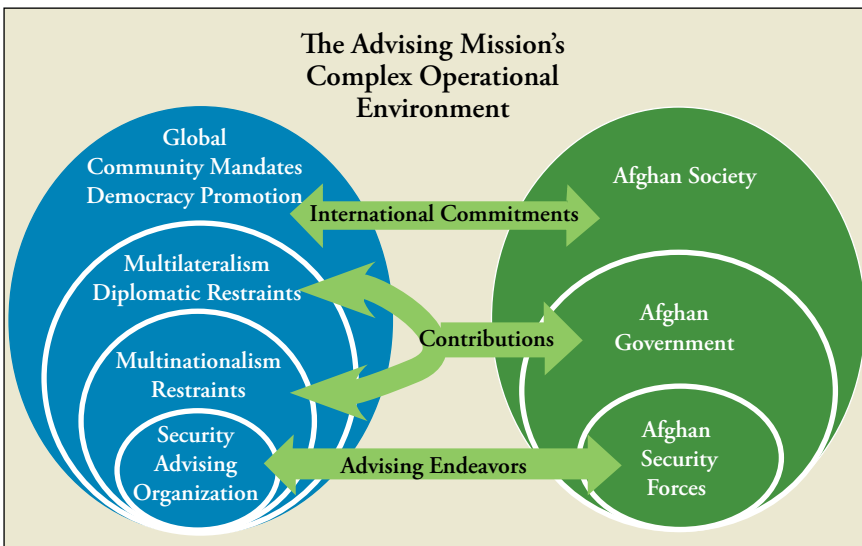 The Advising Mission's
Complex Operational
Environment
Global
Community Mandates
Democracy Promotion
International Commitments
Afghan Society
Multilateralism
Diplomatic Restraints
Contributions
Afghan
Government
Multinationalism
Restraints
Security
Advising
Organization
Advising Endeavors
Afghan
Security
Forces